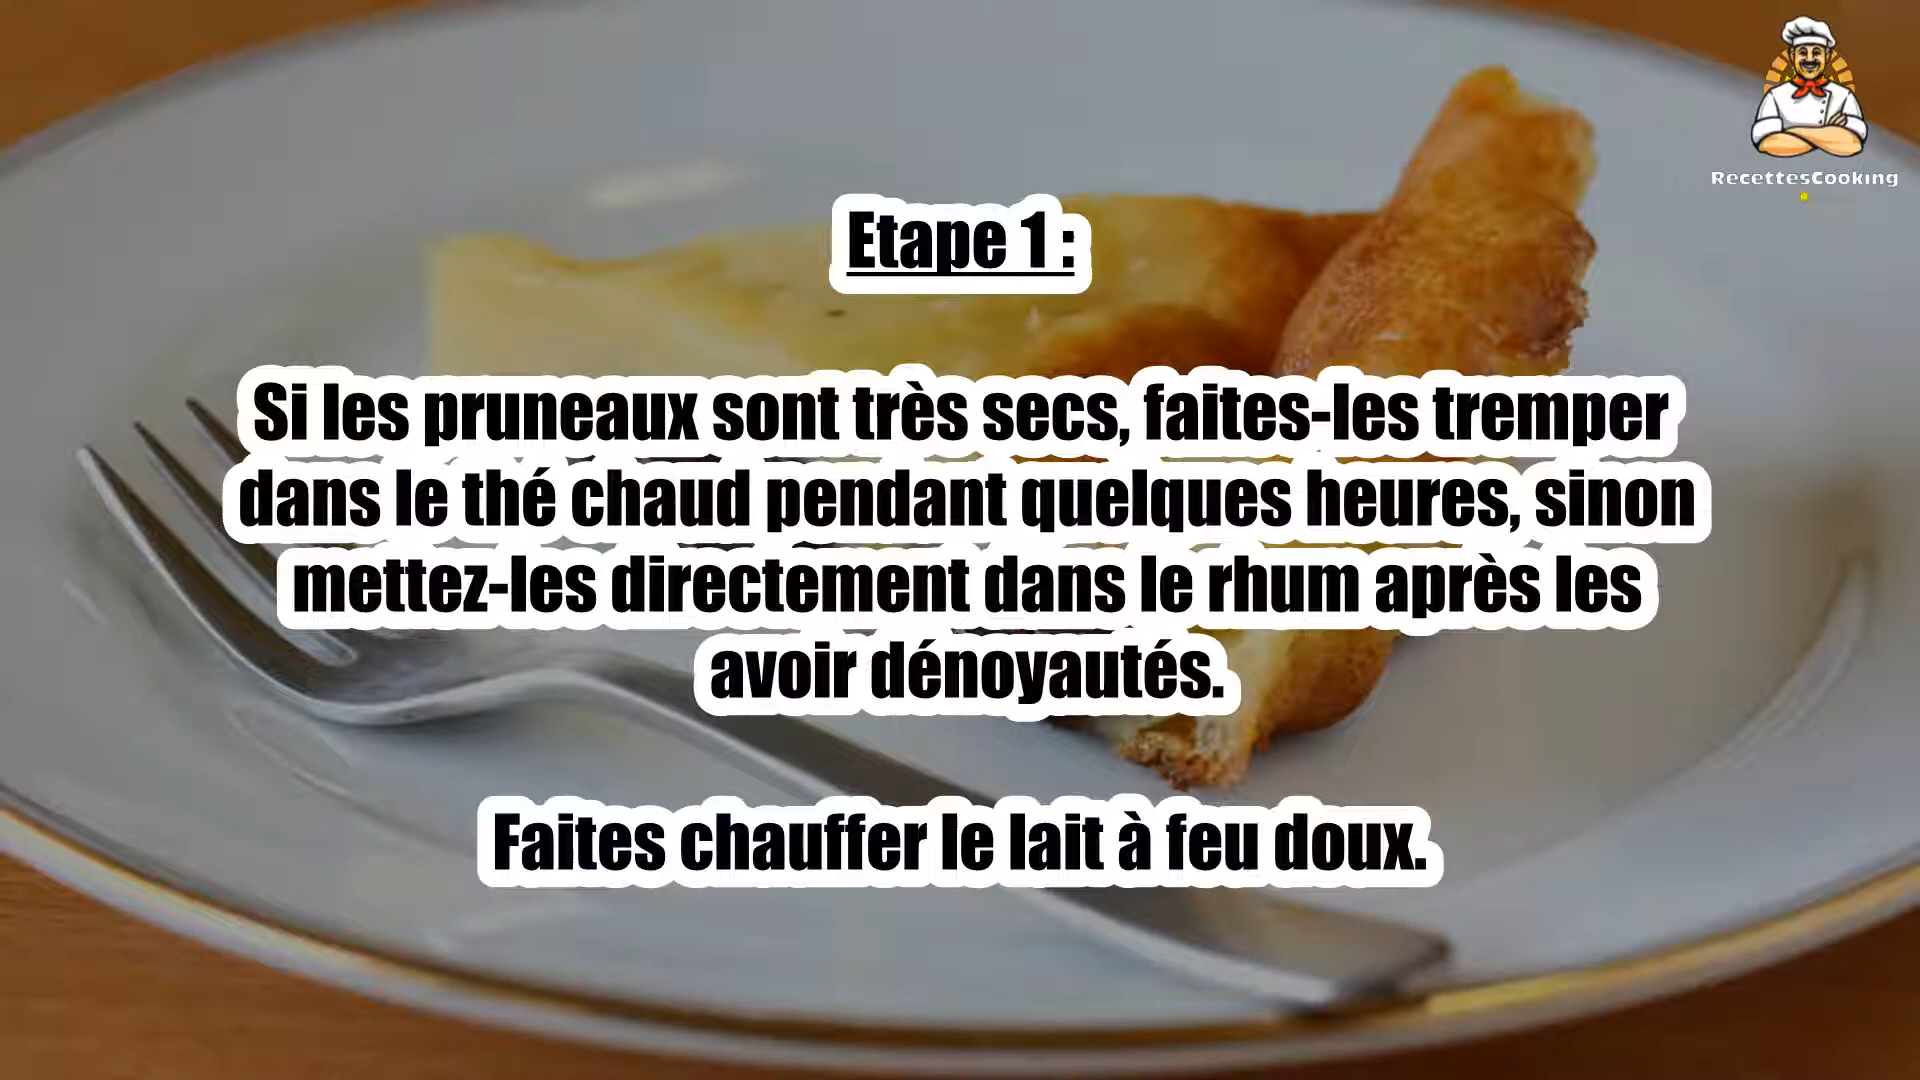 RecettesCooking
Etape 1 :
Si les pruneaux sont très secs, faites-les tremper
dans le thé chaud pendant quelques heures, sinon
mettez-les directement dans le rhum après les
avoir dénoyautés.
Faites chauffer le lait à feu doux.